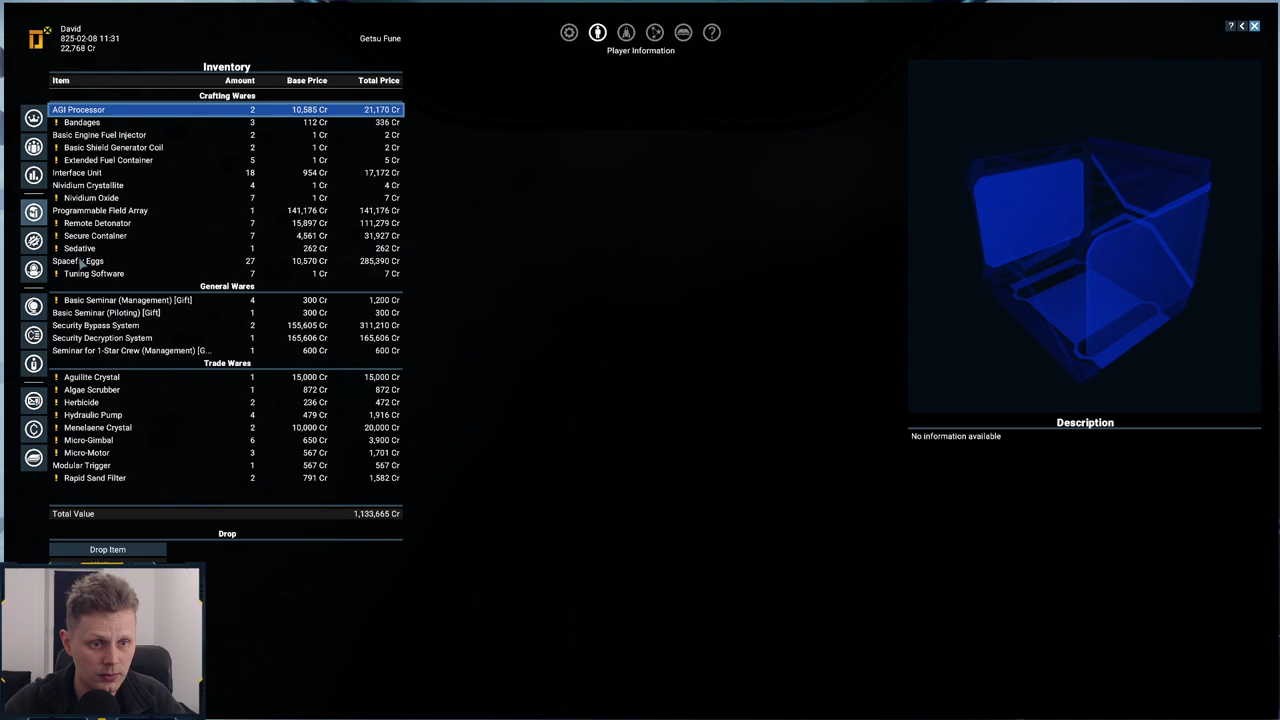 David
825-02-08 11:31
22,768 Cr
Getsu Fune
Player Information
? < X
Inventory
Item Amount Base Price Total Price
Crafting Wares
AGI Processor 2 10,585 Cr 21,170 Cr
! Bandages 3 112 Cr 336 Cr
Basic Engine Fuel Injector 2 1 Cr 2 Cr
! Basic Shield Generator Coil 2 1 Cr 2 Cr
! Extended Fuel Container 5 1 Cr 5 Cr
Interface Unit 18 954 Cr 17,172 Cr
Nividium Crystallite 4 1 Cr 4 Cr
! Nividium Oxide 7 1 Cr 7 Cr
Programmable Field Array 1 141,176 Cr 141,176 Cr
! Remote Detonator 7 15,897 Cr 111,279 Cr
! Secure Container 7 4,561 Cr 31,927 Cr
! Sedative 1 262 Cr 262 Cr
Eggs 27 10,570 Cr 285,390 Cr
! Tuning Software 7 1 Cr 7 Cr
General Wares
! Basic Seminar (Management) [Gift] 4 300 Cr 1,200 Cr
Basic Seminar (Piloting) [Gift] 1 300 Cr 300 Cr
Security Bypass System 2 155,605 Cr 311,210 Cr
Security Decryption System 1 165,606 Cr 165,606 Cr
Seminar for 1-Star Crew (Management) [G... 1 600 Cr 600 Cr
Trade Wares
! Aguilite Crystal 1 15,000 Cr 15,000 Cr
! Algae Scrubber 1 872 Cr 872 Cr
! Herbicide 2 236 Cr 472 Cr
! Hydraulic Pump 4 479 Cr 1,916 Cr
! Menelaene Crystal 2 10,000 Cr 20,000 Cr
! Micro-Gimbal 6 650 Cr 3,900 Cr
! Micro-Motor 3 567 Cr 1,701 Cr
Modular Trigger 1 567 Cr 567 Cr
! Rapid Sand Filter 2 791 Cr 1,582 Cr
Total Value 1,133,665 Cr
Drop
Drop Item
Description
No information available